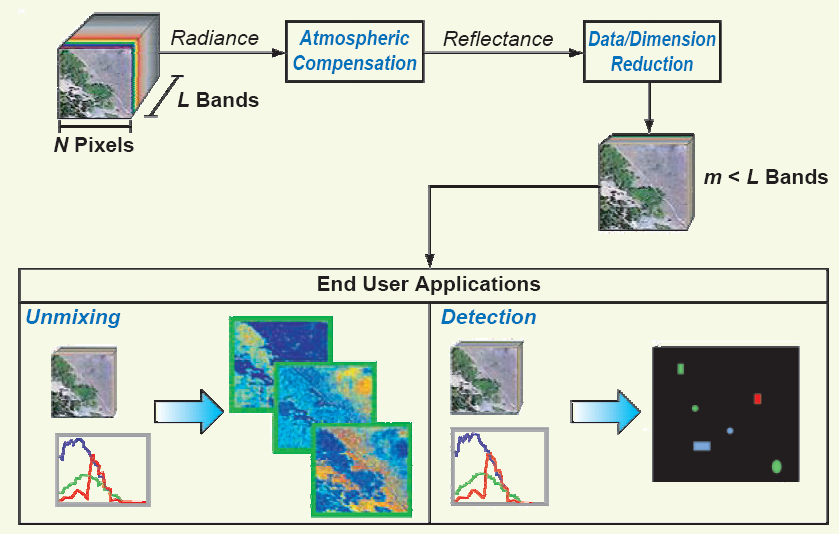 Radiance
Atmospheric
Compensation
Reflectance
Data/Dimension
Reduction
L Bands
N Pixels
m < L Bands
End User Applications
Unmixing
Detection